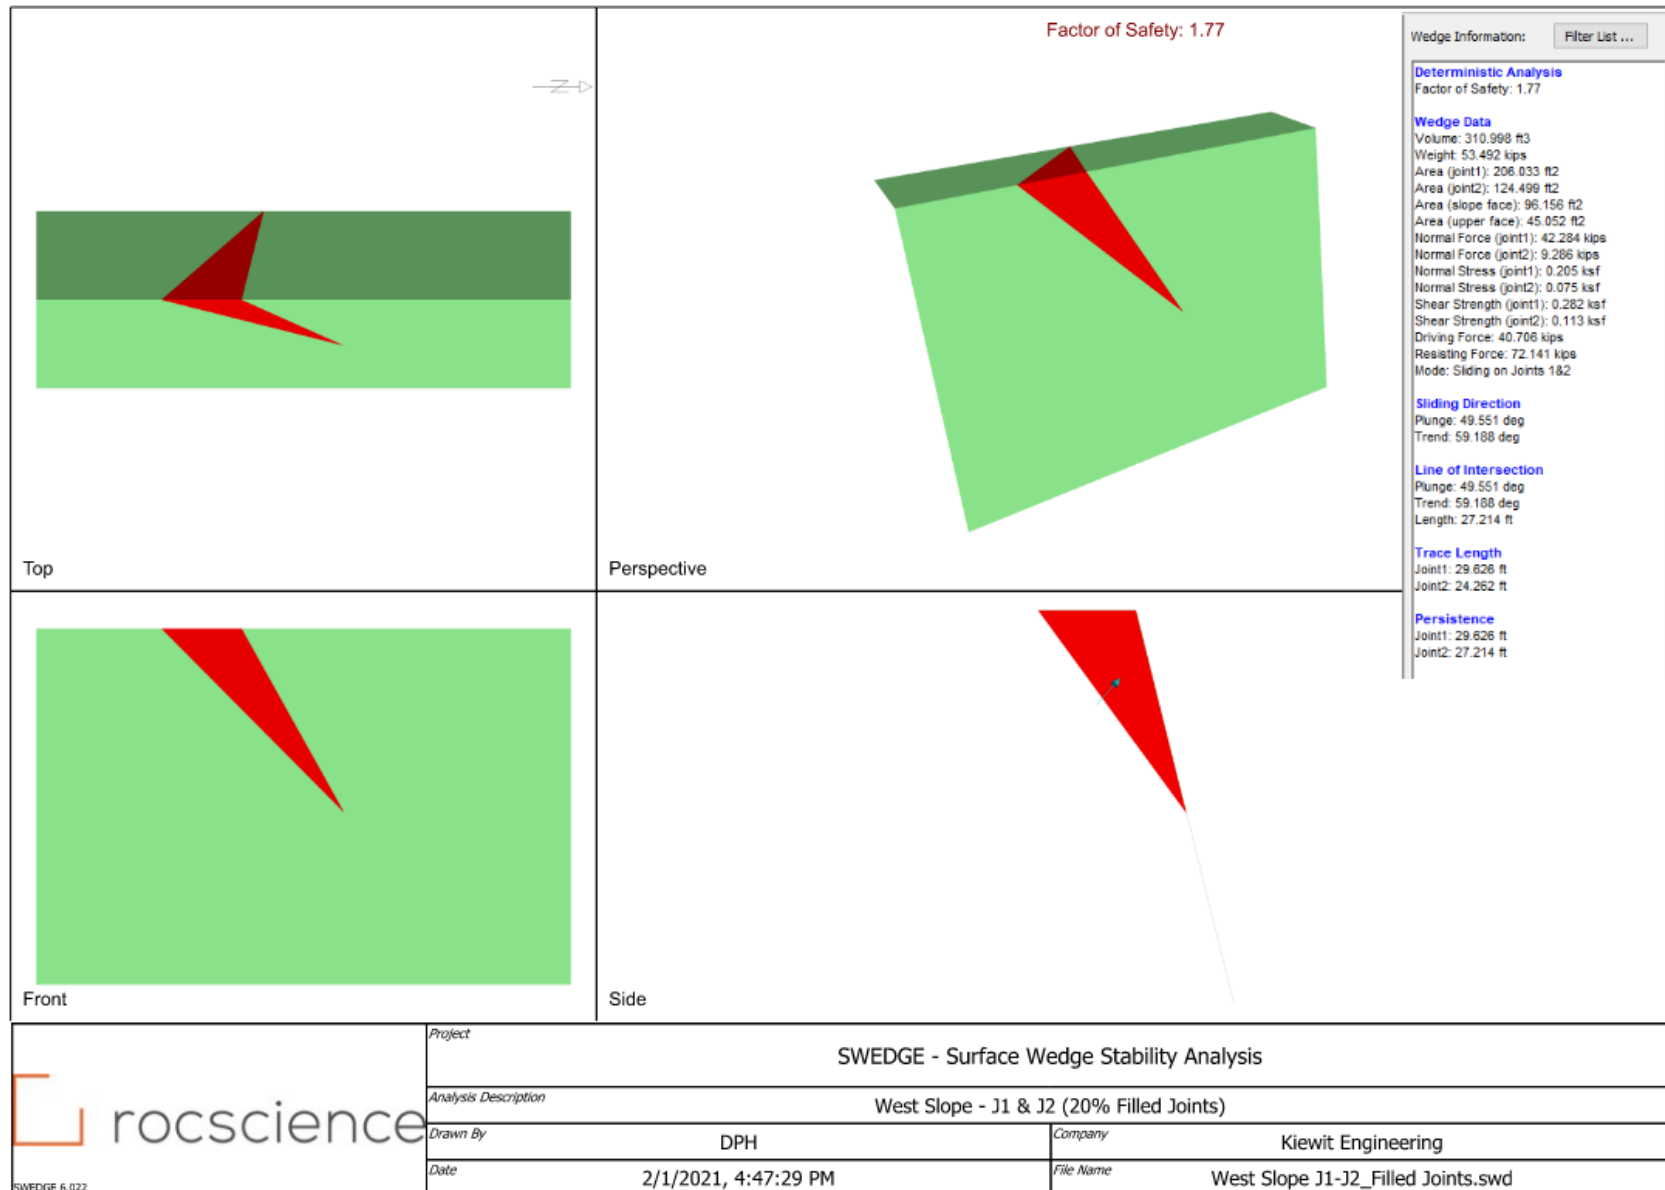 Factor of Safety: 1.77
Z
Top
Perspective
Front
Side
Wedge Information:
Filter List ...
Deterministic Analysis
Factor of Safety: 1.77
Wedge Data
Volume: 310.998 ft3
Weight: 53.492 kips
Area (joint1): 206.033 ft2
Area (joint2): 124.499 ft2
Area (slope face): 96.156 ft2
Area (upper face): 45.052 ft2
Normal Force (joint1): 42.284 kips
Normal Force (joint2): 9.286 kips
Normal Stress (joint1): 0.205 ksf
Normal Stress (joint2): 0.075 ksf
Shear Strength (joint1): 0.282 ksf
Shear Strength (joint2): 0.113 ksf
Driving Force: 40.706 kips
Resisting Force: 72.141 kips
Mode: Sliding on Joints 1&2
Sliding Direction
Plunge: 49.551 deg
Trend: 59.188 deg
Line of Intersection
Plunge: 49.551 deg
Trend: 59.188 deg
Length: 27.214 ft
Trace Length
Joint1: 29.626 ft
Joint2: 24.262 ft
Persistence
Joint1: 29.626 ft
Joint2: 27.214 ft
rocscience
SWEDGE 6.022
Project
SWEDGE - Surface Wedge Stability Analysis
Analysis Description
West Slope - J1 & J2 (20% Filled Joints)
Drawn By
DPH
Company
Kiewit Engineering
Date
2/1/2021, 4:47:29 PM
File Name
West Slope J1-J2_Filled Joints.swd